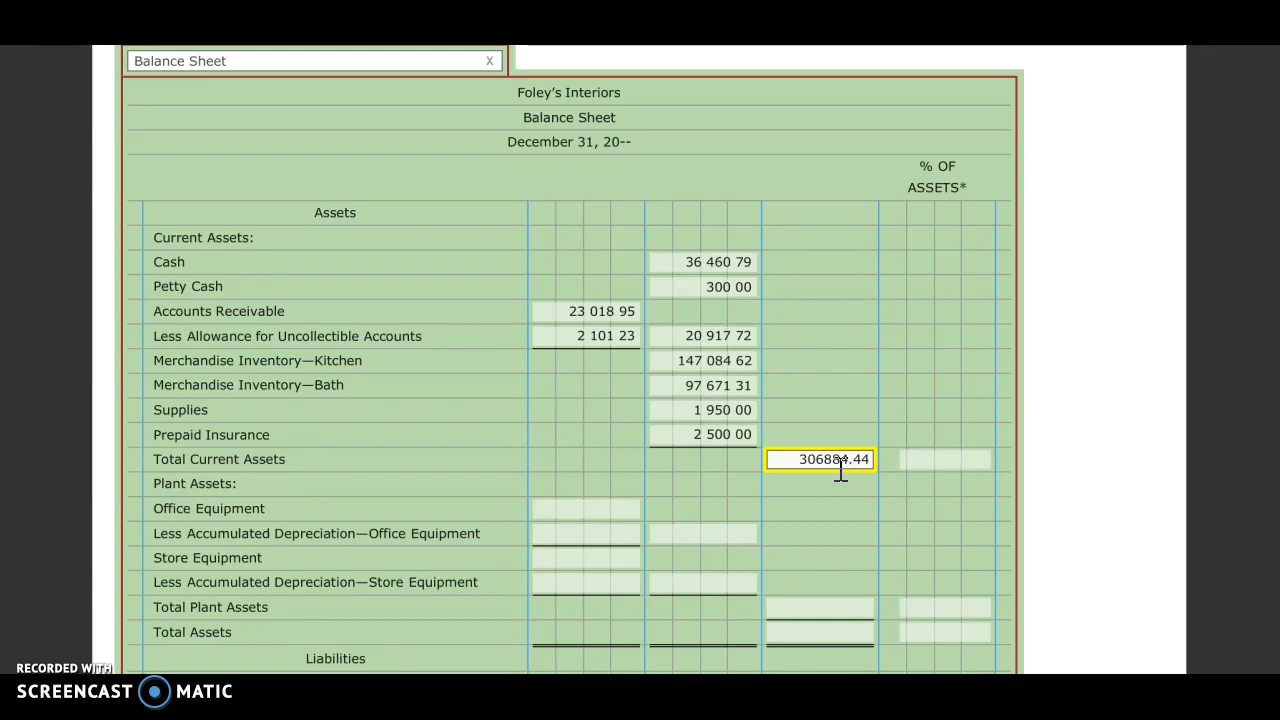 Balance Sheet X
Foley's Interiors
Balance Sheet
December 31, 20--
% OF
ASSETS*
Assets
Current Assets:
Cash 36 460 79
Petty Cash 300 00
Accounts Receivable 23 018 95
Less Allowance for Uncollectible Accounts 2 101 23 20 917 72
Merchandise Inventory—Kitchen 147 084 62
Merchandise Inventory—Bath 97 671 31
Supplies 1 950 00
Prepaid Insurance 2 500 00
Total Current Assets 306884.44
Plant Assets:
Office Equipment
Less Accumulated Depreciation—Office Equipment
Store Equipment
Less Accumulated Depreciation—Store Equipment
Total Plant Assets
Total Assets
Liabilities
RECORDED WITH
SCREENCAST MATIC